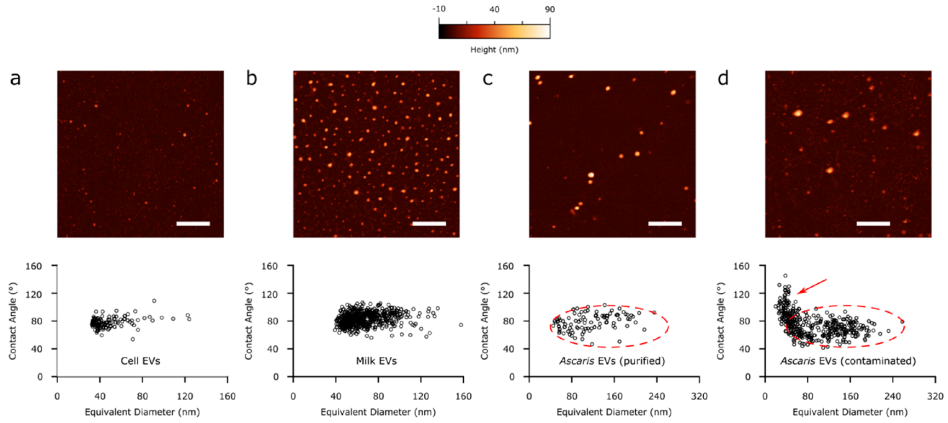 -10 40 90
Height (nm)
a b c d
160 160 160 160
120 120 120 120
80 80 80 80
40 40 40 40
0 0 0 0
Contact Angle (°) Contact Angle (°) Contact Angle (°) Contact Angle (°)
Cell EVs Milk EVs Ascaris EVs (purified) Ascaris EVs (contaminated)
0 40 80 120 160 0 40 80 120 160 0 80 160 240 320 0 80 160 240 320
Equivalent Diameter (nm) Equivalent Diameter (nm) Equivalent Diameter (nm) Equivalent Diameter (nm)